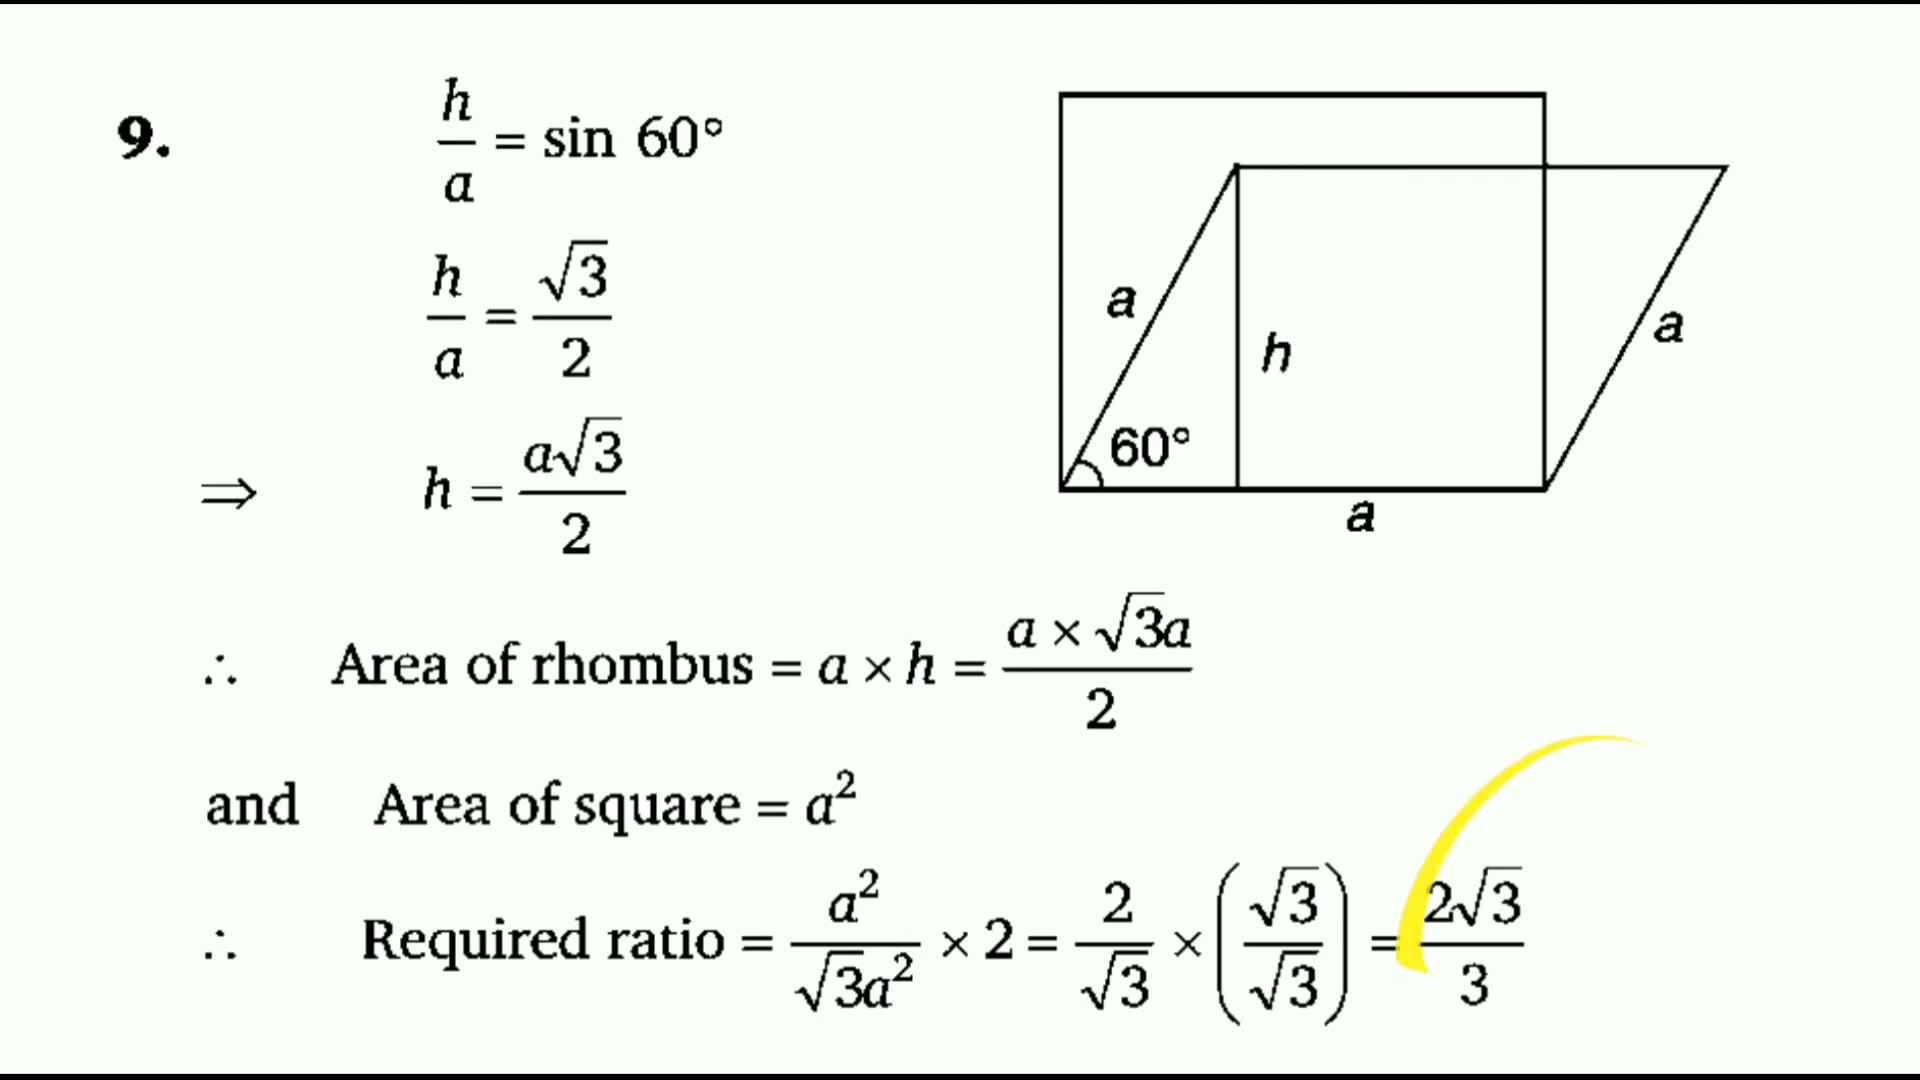 9. h/a = sin 60°
h/a = √3/2
⇒ h = a√3/2
∴ Area of rhombus = a × h = a × √3a/2
and Area of square = a²
∴ Required ratio = a²/√3a² × 2 = 2/√3 × (√3/√3) = 2√3/3
a
h
a
60°
a